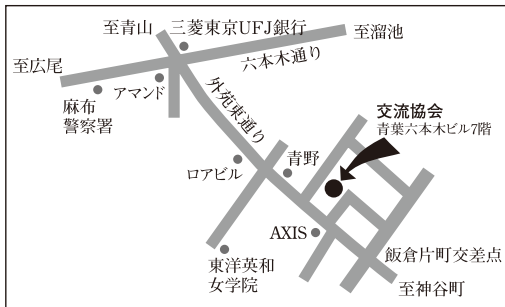 至青山
三菱東京UFJ銀行
至溜池
至広尾
六本木通り
アマンド
麻布
警察署
外苑東通り
交流協会
青葉六本木ビル7階
ロアビル
青野
AXIS
東洋英和
女学院
飯倉片町交差点
至神谷町